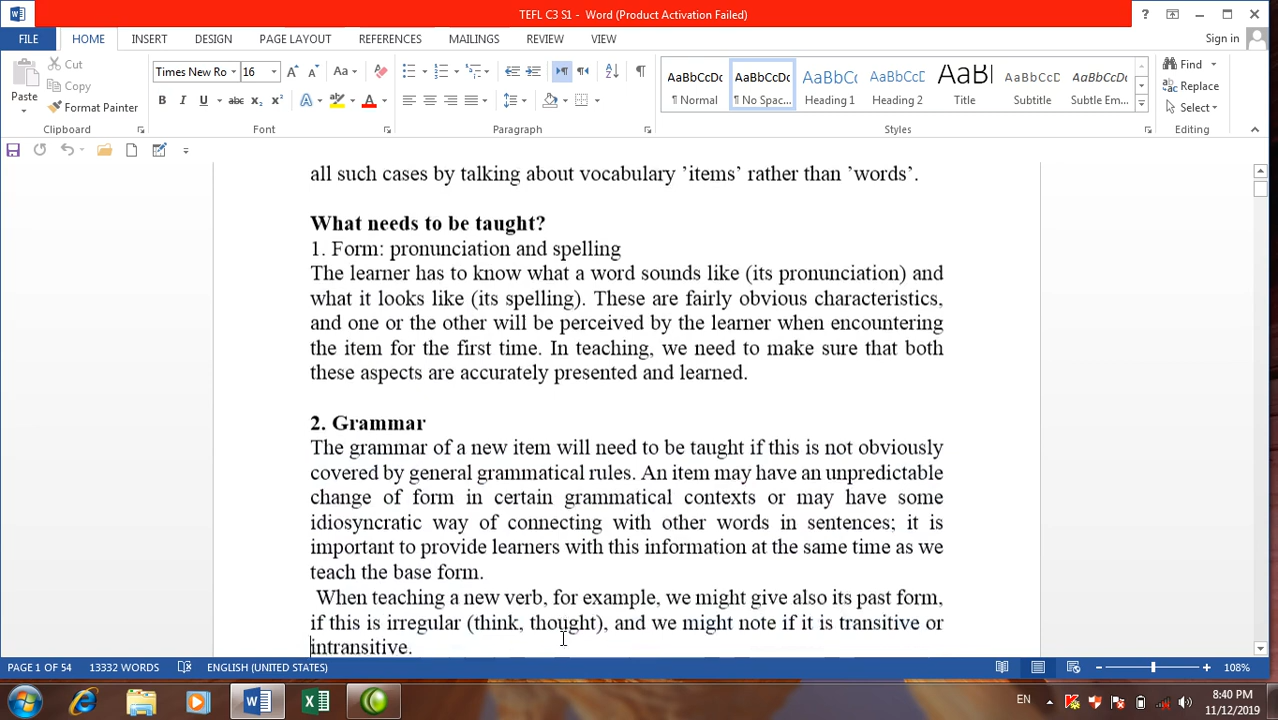 TEFL C3 S1 - Word (Product Activation Failed)
FILE HOME INSERT DESIGN PAGE LAYOUT REFERENCES MAILINGS REVIEW VIEW Sign in
Cut
Copy
Format Painter
Paste
Clipboard
Times New Ro 16
Font
Paragraph
AaBbCcDc AaBbCcDc AaBbCc AaBbCcD AaBl AaBbCcD AaBbCcDc
¶ Normal ¶ No Spac... Heading 1 Heading 2 Title Subtitle Subtle Em...
Styles
Find
Replace
Select
Editing
all such cases by talking about vocabulary ’items’ rather than ’words’.
What needs to be taught?
1. Form: pronunciation and spelling
The learner has to know what a word sounds like (its pronunciation) and
what it looks like (its spelling). These are fairly obvious characteristics,
and one or the other will be perceived by the learner when encountering
the item for the first time. In teaching, we need to make sure that both
these aspects are accurately presented and learned.
2. Grammar
The grammar of a new item will need to be taught if this is not obviously
covered by general grammatical rules. An item may have an unpredictable
change of form in certain grammatical contexts or may have some
idiosyncratic way of connecting with other words in sentences; it is
important to provide learners with this information at the same time as we
teach the base form.
When teaching a new verb, for example, we might give also its past form,
if this is irregular (think, thought), and we might note if it is transitive or
intransitive.
PAGE 1 OF 54 13332 WORDS ENGLISH (UNITED STATES) 108%
EN 8:40 PM
11/12/2019